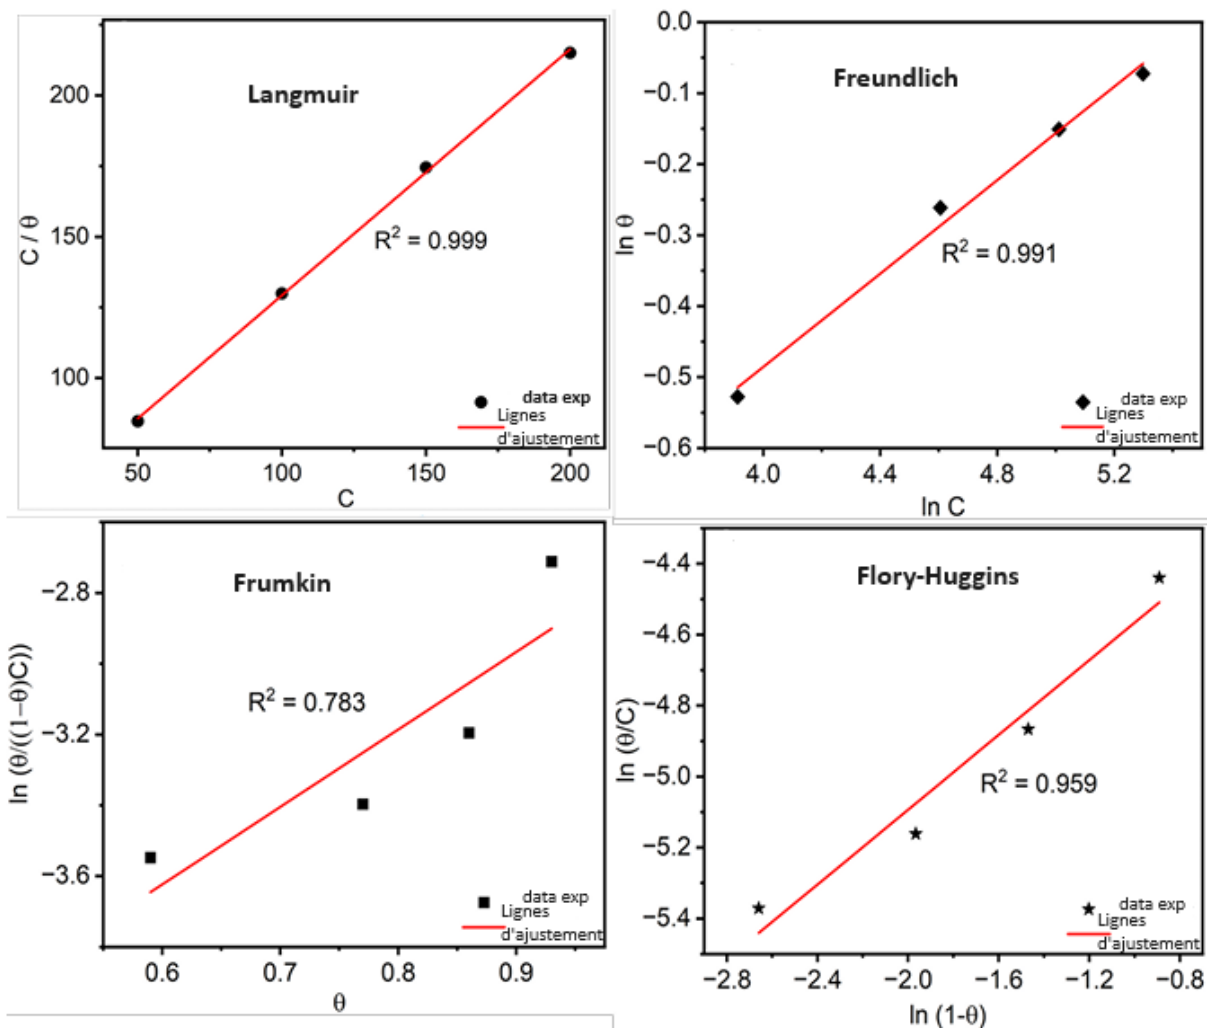 Langmuir
C / θ
200
150
100
R² = 0.999
data exp
Lignes
d'ajustement
50
100
150
200
C
Freundlich
ln θ
0.0
−0.1
−0.2
−0.3
−0.4
−0.5
−0.6
R² = 0.991
data exp
Lignes
d'ajustement
4.0
4.4
4.8
5.2
ln C
Frumkin
ln (θ/((1−θ)C))
−2.8
−3.2
−3.6
R² = 0.783
data exp
Lignes
d'ajustement
0.6
0.7
0.8
0.9
θ
Flory-Huggins
ln (θ/C)
−4.4
−4.6
−4.8
−5.0
−5.2
−5.4
R² = 0.959
data exp
Lignes
d'ajustement
−2.8
−2.4
−2.0
−1.6
−1.2
−0.8
ln (1-θ)